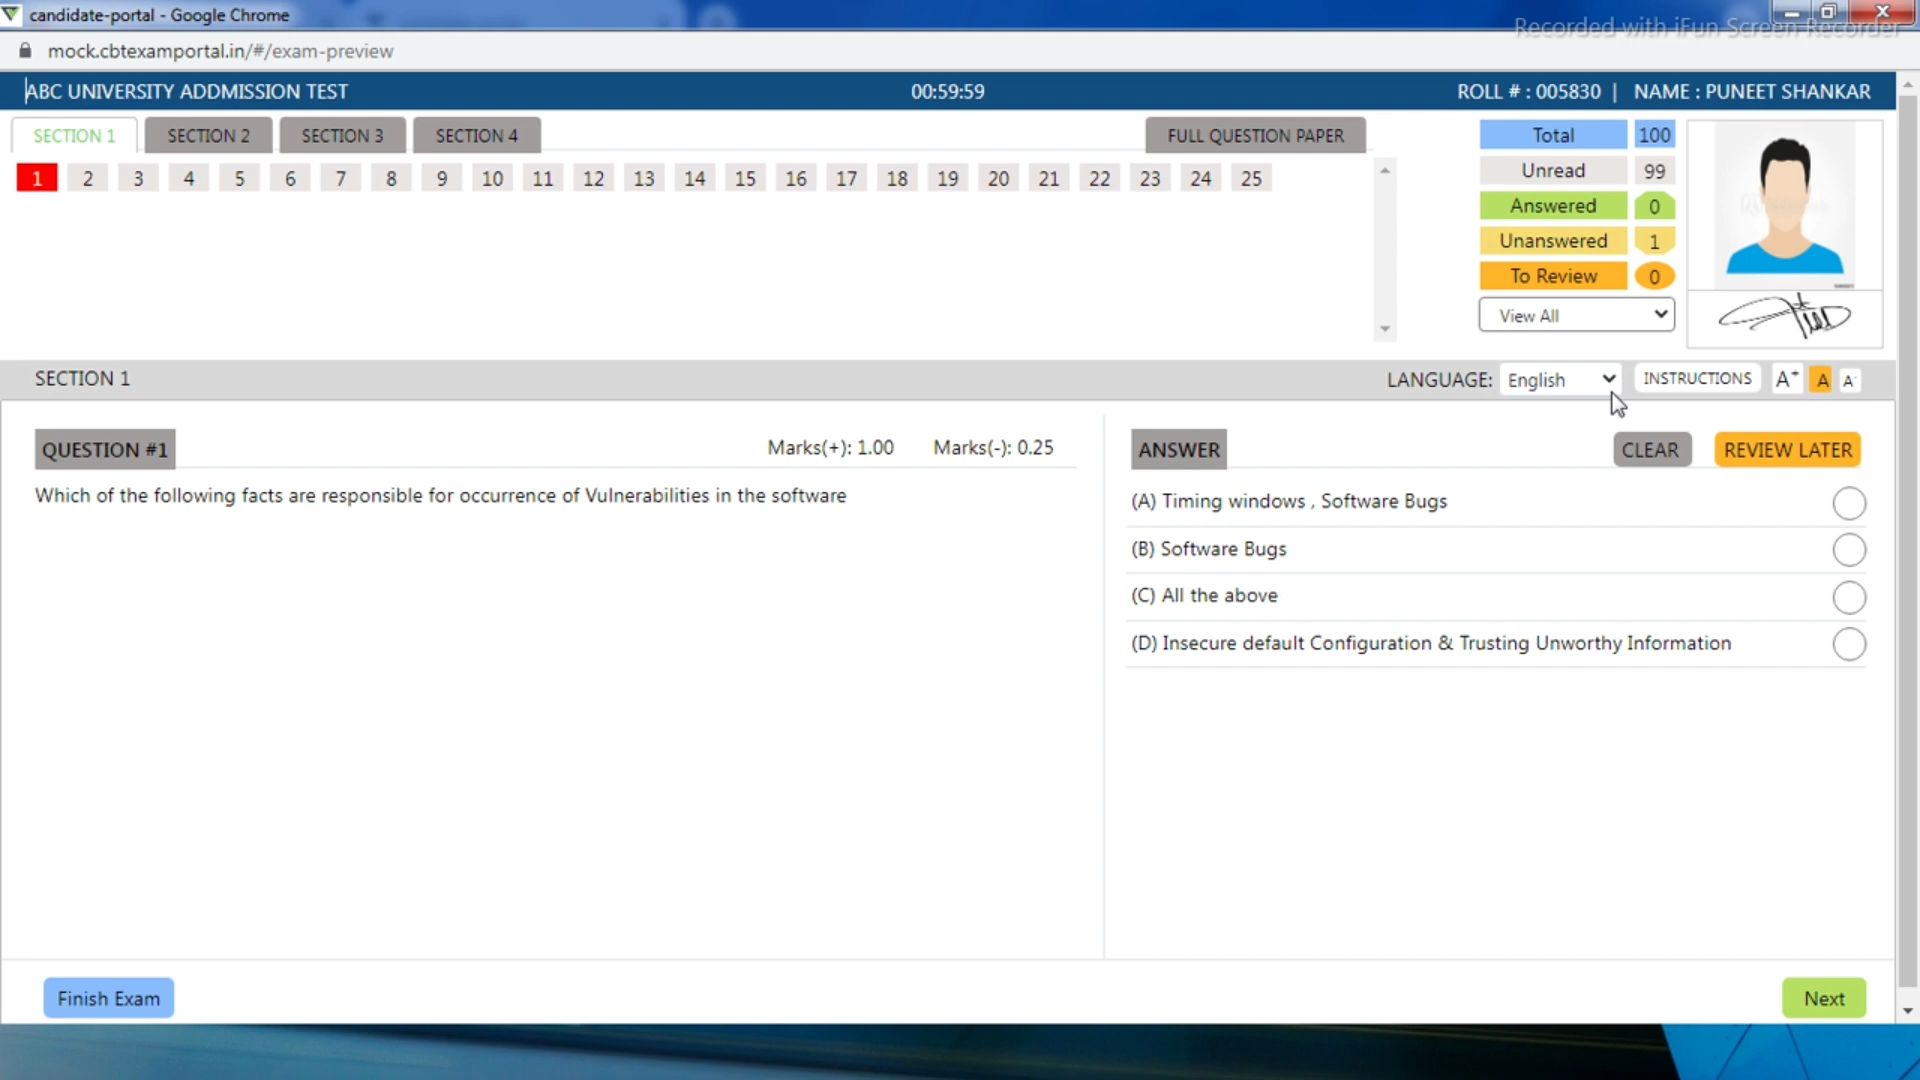 candidate-portal - Google Chrome
Recorded with iFun Screen Recorder
mock.cbtexamportal.in/#/exam-preview
ABC UNIVERSITY ADDMISSION TEST 00:59:59 ROLL # : 005830 | NAME : PUNEET SHANKAR
SECTION 1 SECTION 2 SECTION 3 SECTION 4 FULL QUESTION PAPER
1 2 3 4 5 6 7 8 9 10 11 12 13 14 15 16 17 18 19 20 21 22 23 24 25
Total 100
Unread 99
Answered 0
Unanswered 1
To Review 0
View All
SECTION 1 LANGUAGE: English INSTRUCTIONS A+ A A-
QUESTION #1 Marks(+): 1.00 Marks(-): 0.25
Which of the following facts are responsible for occurrence of Vulnerabilities in the software
ANSWER CLEAR REVIEW LATER
(A) Timing windows , Software Bugs
(B) Software Bugs
(C) All the above
(D) Insecure default Configuration & Trusting Unworthy Information
Finish Exam Next